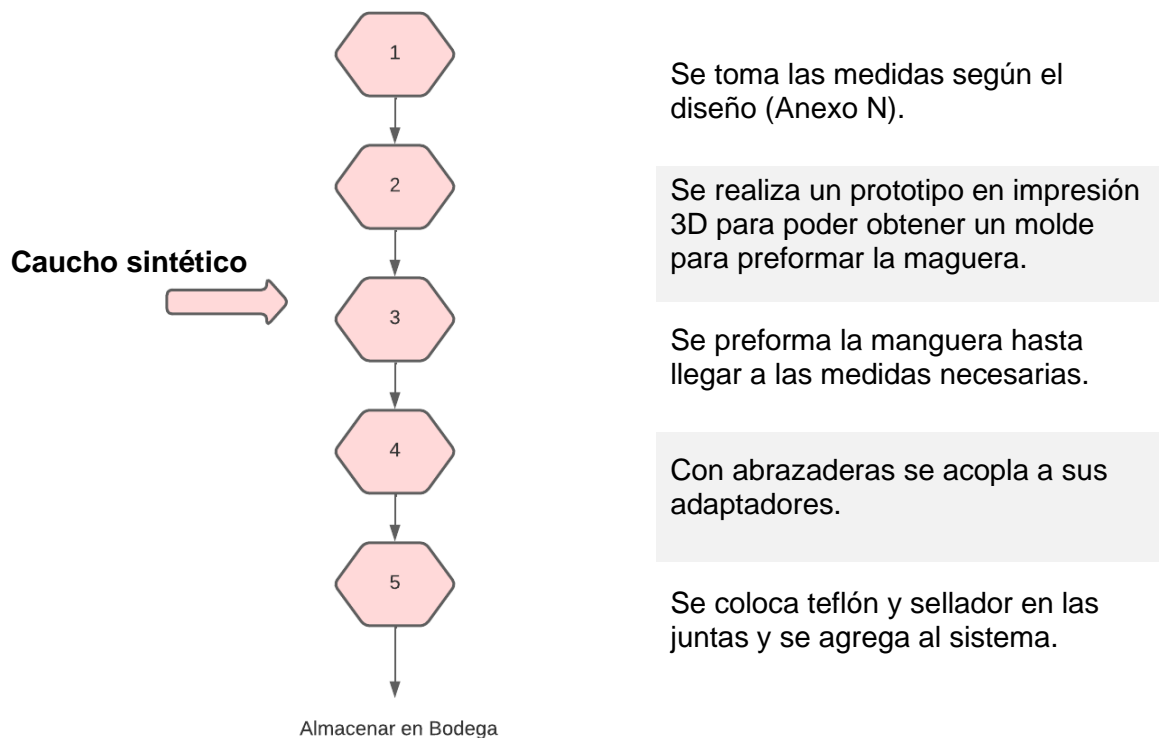 1
Se toma las medidas según el
diseño (Anexo N).
2
Se realiza un prototipo en impresión
3D para poder obtener un molde
para preformar la maguera.
Caucho sintético
3
Se preforma la manguera hasta
llegar a las medidas necesarias.
4
Con abrazaderas se acopla a sus
adaptadores.
5
Se coloca teflón y sellador en las
juntas y se agrega al sistema.
Almacenar en Bodega